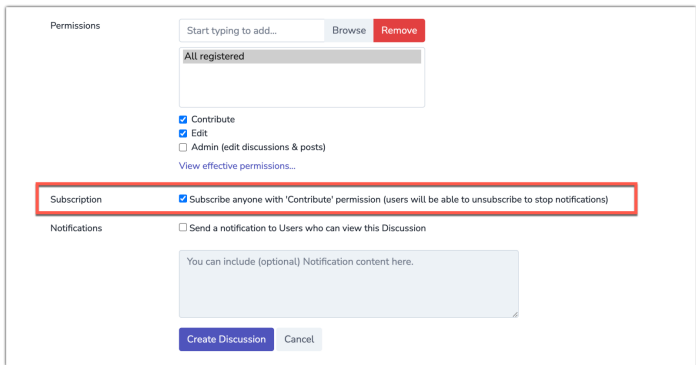 Permissions
Start typing to add... Browse Remove
All registered
Contribute
Edit
Admin (edit discussions & posts)
View effective permissions...
Subscription Subscribe anyone with 'Contribute' permission (users will be able to unsubscribe to stop notifications)
Notifications Send a notification to Users who can view this Discussion
You can include (optional) Notification content here.
Create Discussion Cancel